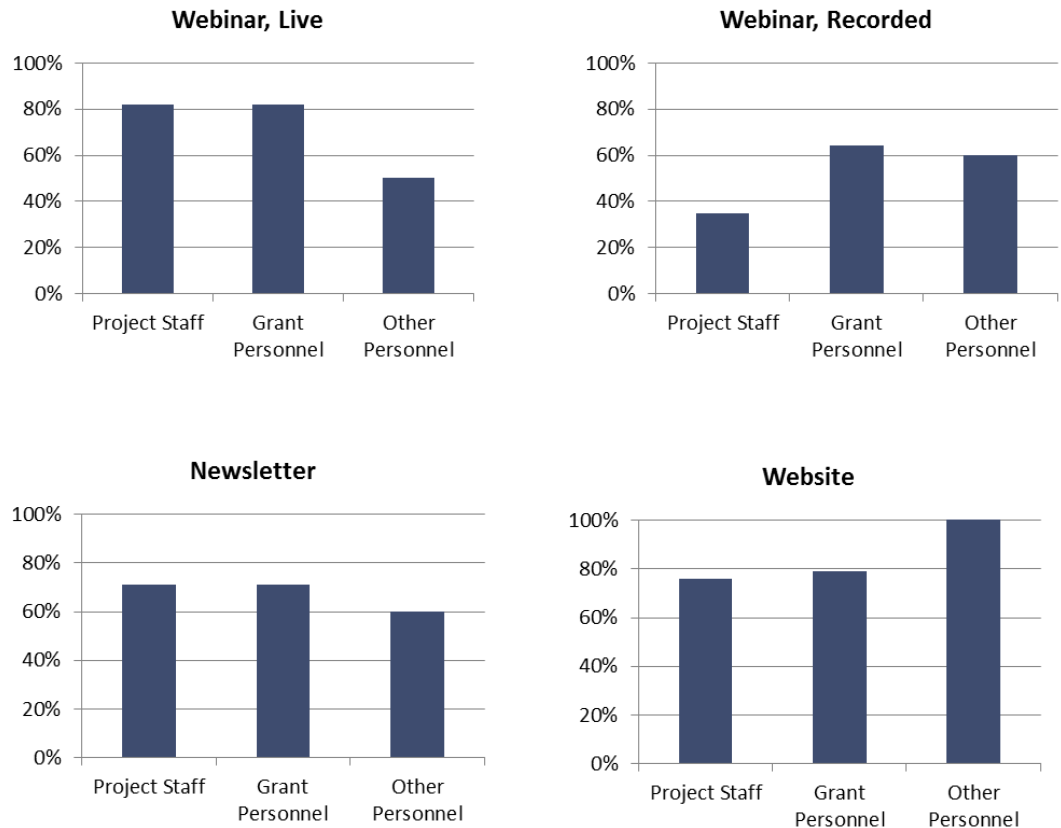 Webinar, Live
100%
80%
60%
40%
20%
0%
Project Staff
Grant
Personnel
Other
Personnel
Webinar, Recorded
100%
80%
60%
40%
20%
0%
Project Staff
Grant
Personnel
Other
Personnel
Newsletter
100%
80%
60%
40%
20%
0%
Project Staff
Grant
Personnel
Other
Personnel
Website
100%
80%
60%
40%
20%
0%
Project Staff
Grant
Personnel
Other
Personnel